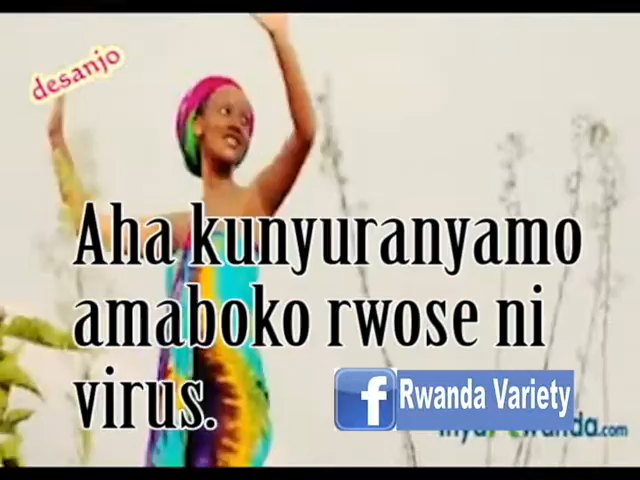 desanjo
Aha kunyuranyamo
amaboko rwose ni
virus.
f Rwanda Variety